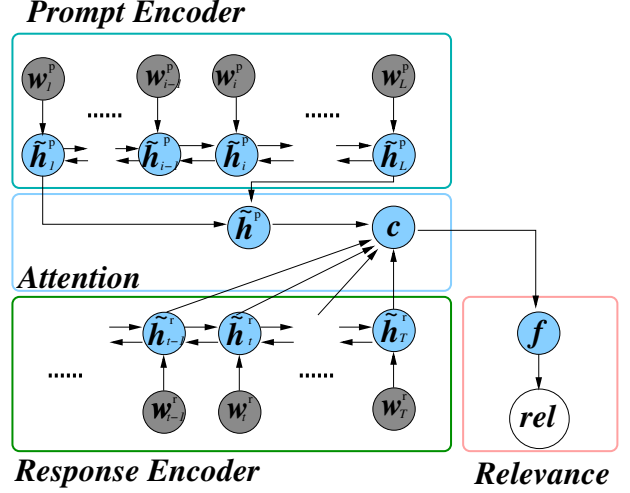 Prompt Encoder
w_1^p ...... w_{i-1}^p w_i^p ...... w_L^p
h̃_1^p h̃_{i-1}^p h̃_i^p h̃_L^p
h̃^p c
Attention
h̃_{t-1}^r h̃_t^r h̃_T^r f
...... ......
w_{t-1}^r w_t^r w_T^r rel
Response Encoder Relevance